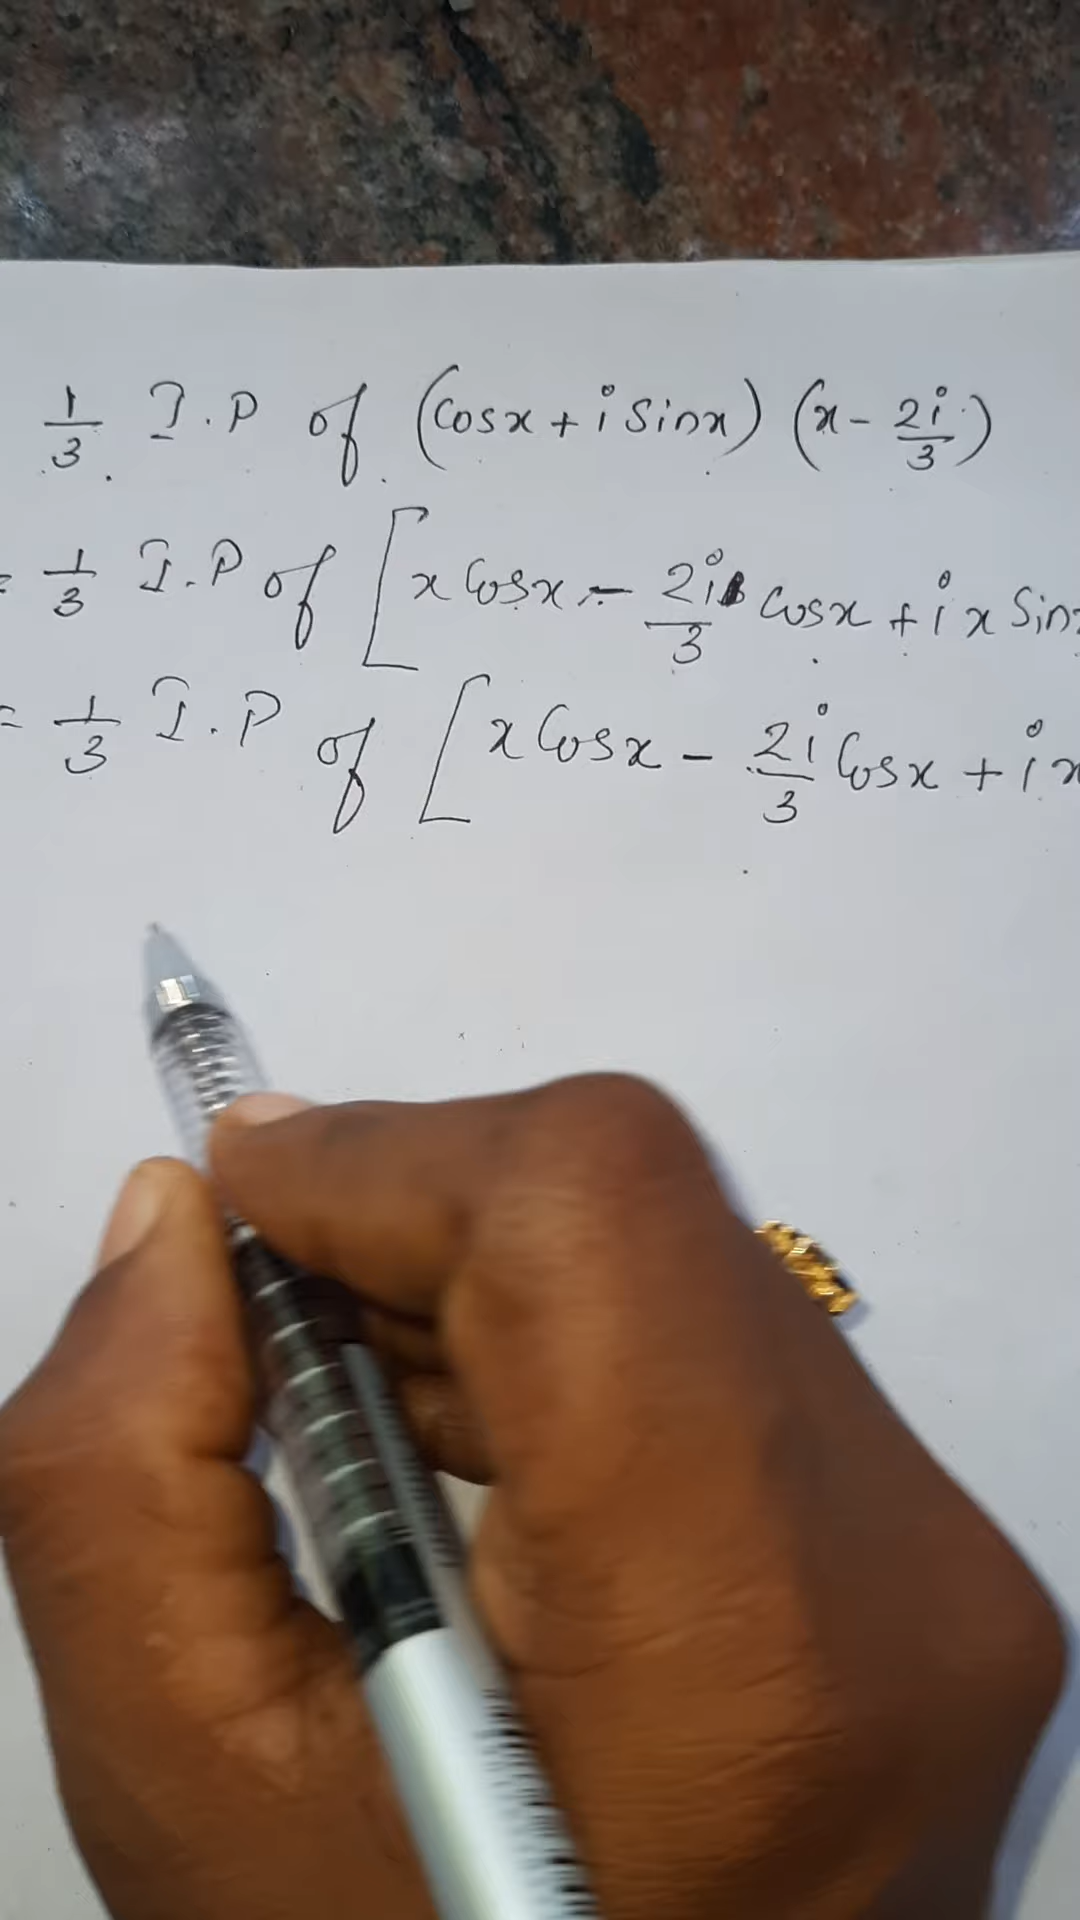 1/3 I.P of (Cosx + i Sinx) (x - 2i/3)
= 1/3 I.P of [x Cosx - 2i/3 Cosx + i x Sinx
= 1/3 I.P of [x Cosx - 2i/3 Cosx + i x